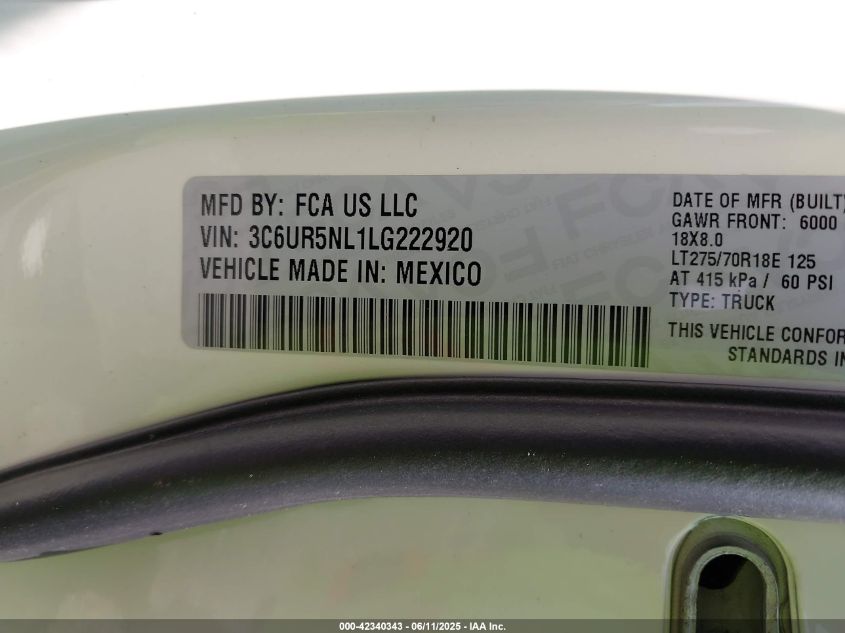 MFD BY: FCA US LLC
VIN: 3C6UR5NL1LG222920
VEHICLE MADE IN: MEXICO
DATE OF MFR (BUILT)
GAWR FRONT: 6000
18X8.0
LT275/70R18E 125
AT 415 kPa / 60 PSI
TYPE: TRUCK
THIS VEHICLE CONFOR
STANDARDS IN
000-42340343 - 06/11/2025 - IAA Inc.